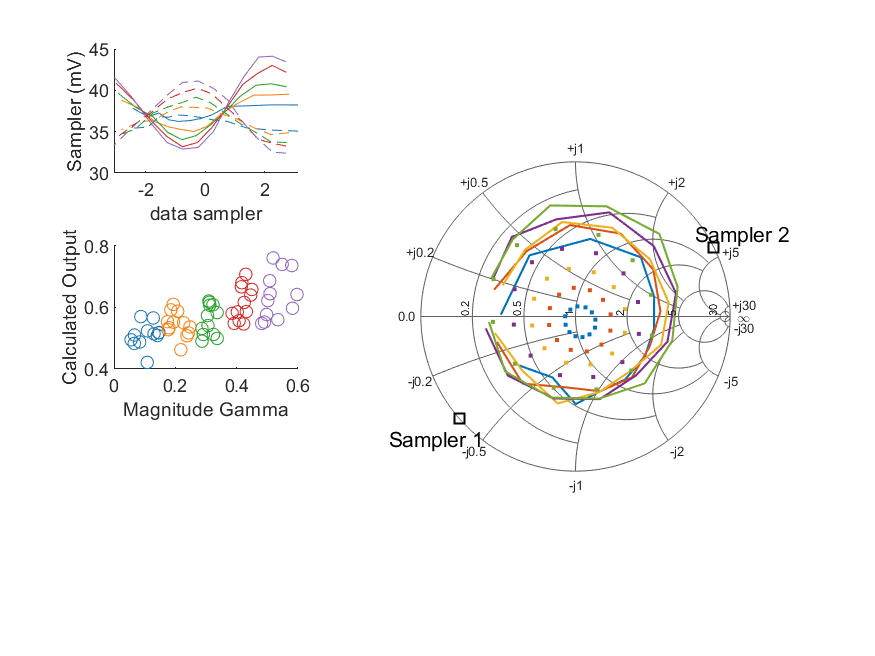 45
40
35
30
Sampler (mV)
-2 0 2
data sampler
0.8
0.6
0.4
Calculated Output
0 0.2 0.4 0.6
Magnitude Gamma
+j1
+j0.5 +j2
Sampler 2
+j0.2 +j5
0.0 0.2 0.5 1 2 5 30 +j30
∞
-j30
-j0.2 -j5
Sampler 1
-j0.5 -j2
-j1